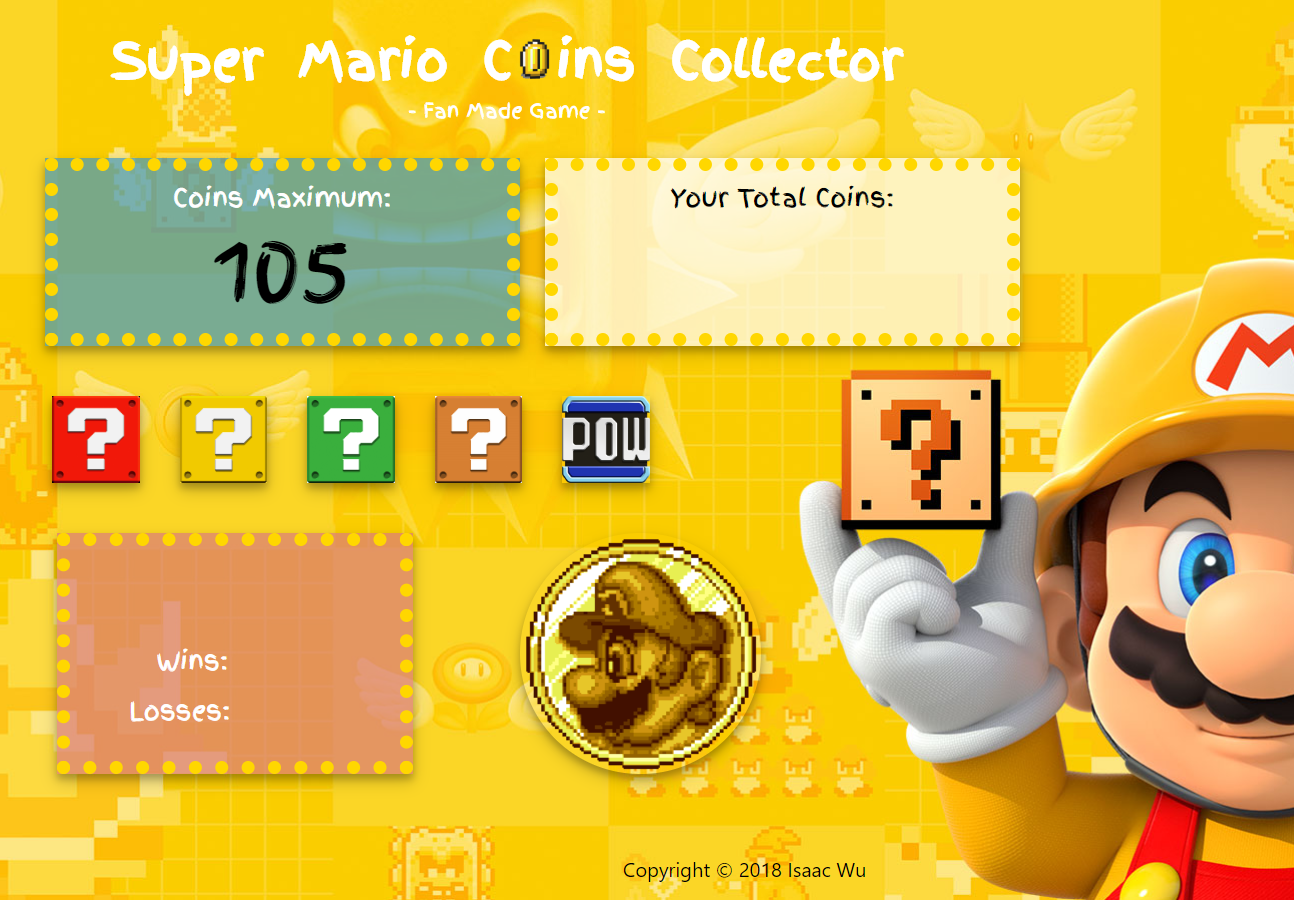 Super Mario Coins Collector
- Fan Made Game -
Coins Maximum:
105
Your Total Coins:
? ? ? ? POW
?
M
Wins:
Losses:
Copyright © 2018 Isaac Wu